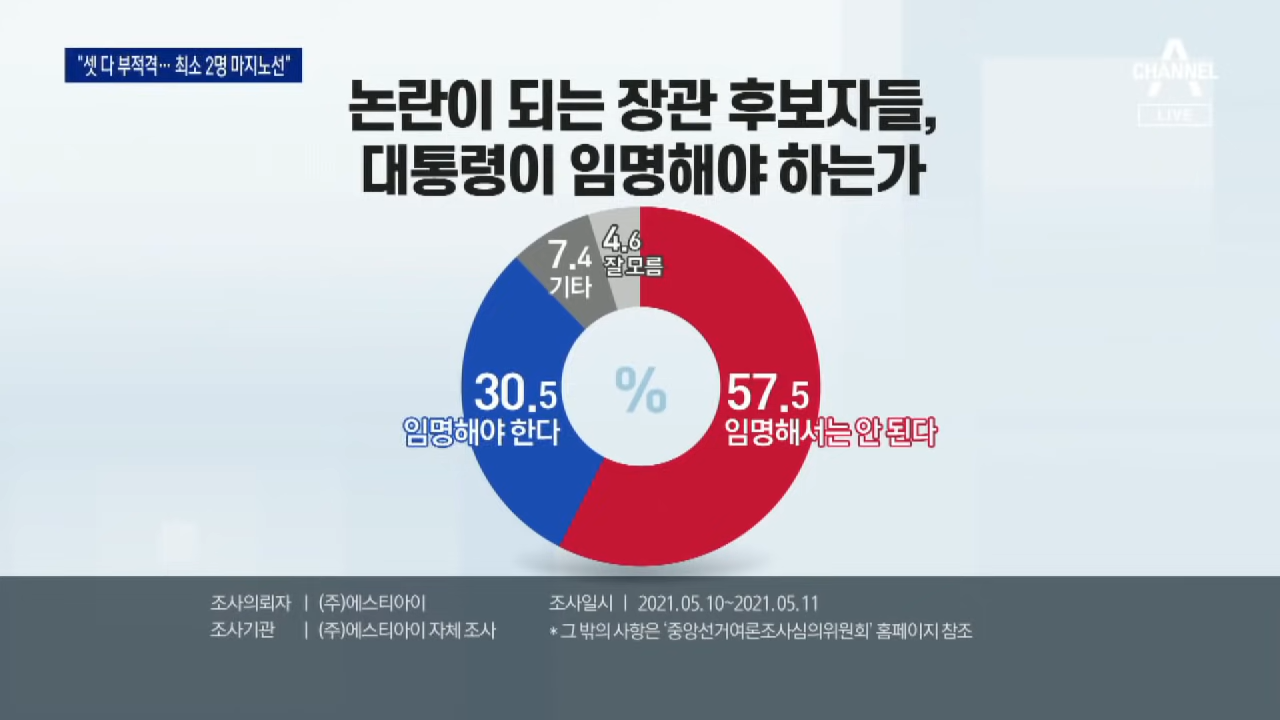 "셋 다 부적격… 최소 2명 마지노선"
CHANNEL A
LIVE
논란이 되는 장관 후보자들,
대통령이 임명해야 하는가
4.6
잘모름
7.4
기타
30.5
임명해야 한다
%
57.5
임명해서는 안 된다
조사의뢰자 | (주)에스티아이
조사일시 | 2021.05.10~2021.05.11
조사기관 | (주)에스티아이 자체 조사
* 그 밖의 사항은 '중앙선거여론조사심의위원회' 홈페이지 참조